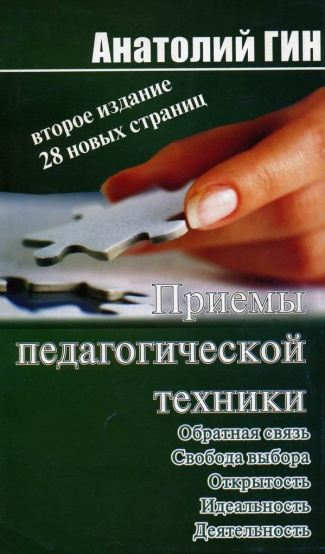 Анатолий ГИН
второе издание
28 новых страниц
Приемы
педагогической
техники
Обратная связь
Свобода выбора
Открытость
Идеальность
Деятельность